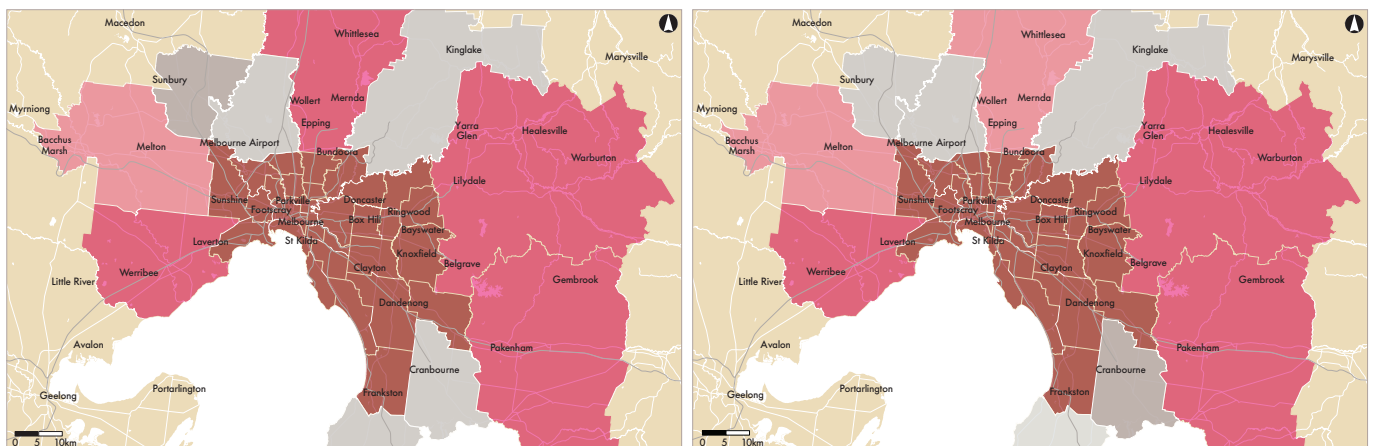 Macedon
Whittlesea
Kinglake
Marysville
Sunbury
Myrniong
Wollert
Mernda
Epping
Yarra
Glen
Healesville
Bacchus
Marsh
Melton
Melbourne Airport
Bundoora
Warburton
Lilydale
Sunshine
Parkville
Doncaster
Footscray
Ringwood
Melbourne
Box Hill
Bayswater
Laverton
St Kilda
Knoxfield
Belgrave
Werribee
Clayton
Little River
Gembrook
Dandenong
Avalon
Pakenham
Cranbourne
Geelong
Portarlington
Frankston
0 5 10km
Macedon
Whittlesea
Kinglake
Marysville
Sunbury
Myrniong
Wollert
Mernda
Epping
Yarra
Glen
Healesville
Bacchus
Marsh
Melton
Melbourne Airport
Bundoora
Warburton
Lilydale
Sunshine
Parkville
Doncaster
Footscray
Ringwood
Melbourne
Box Hill
Bayswater
Laverton
St Kilda
Knoxfield
Belgrave
Werribee
Clayton
Little River
Gembrook
Dandenong
Avalon
Pakenham
Cranbourne
Geelong
Portarlington
Frankston
0 5 10km